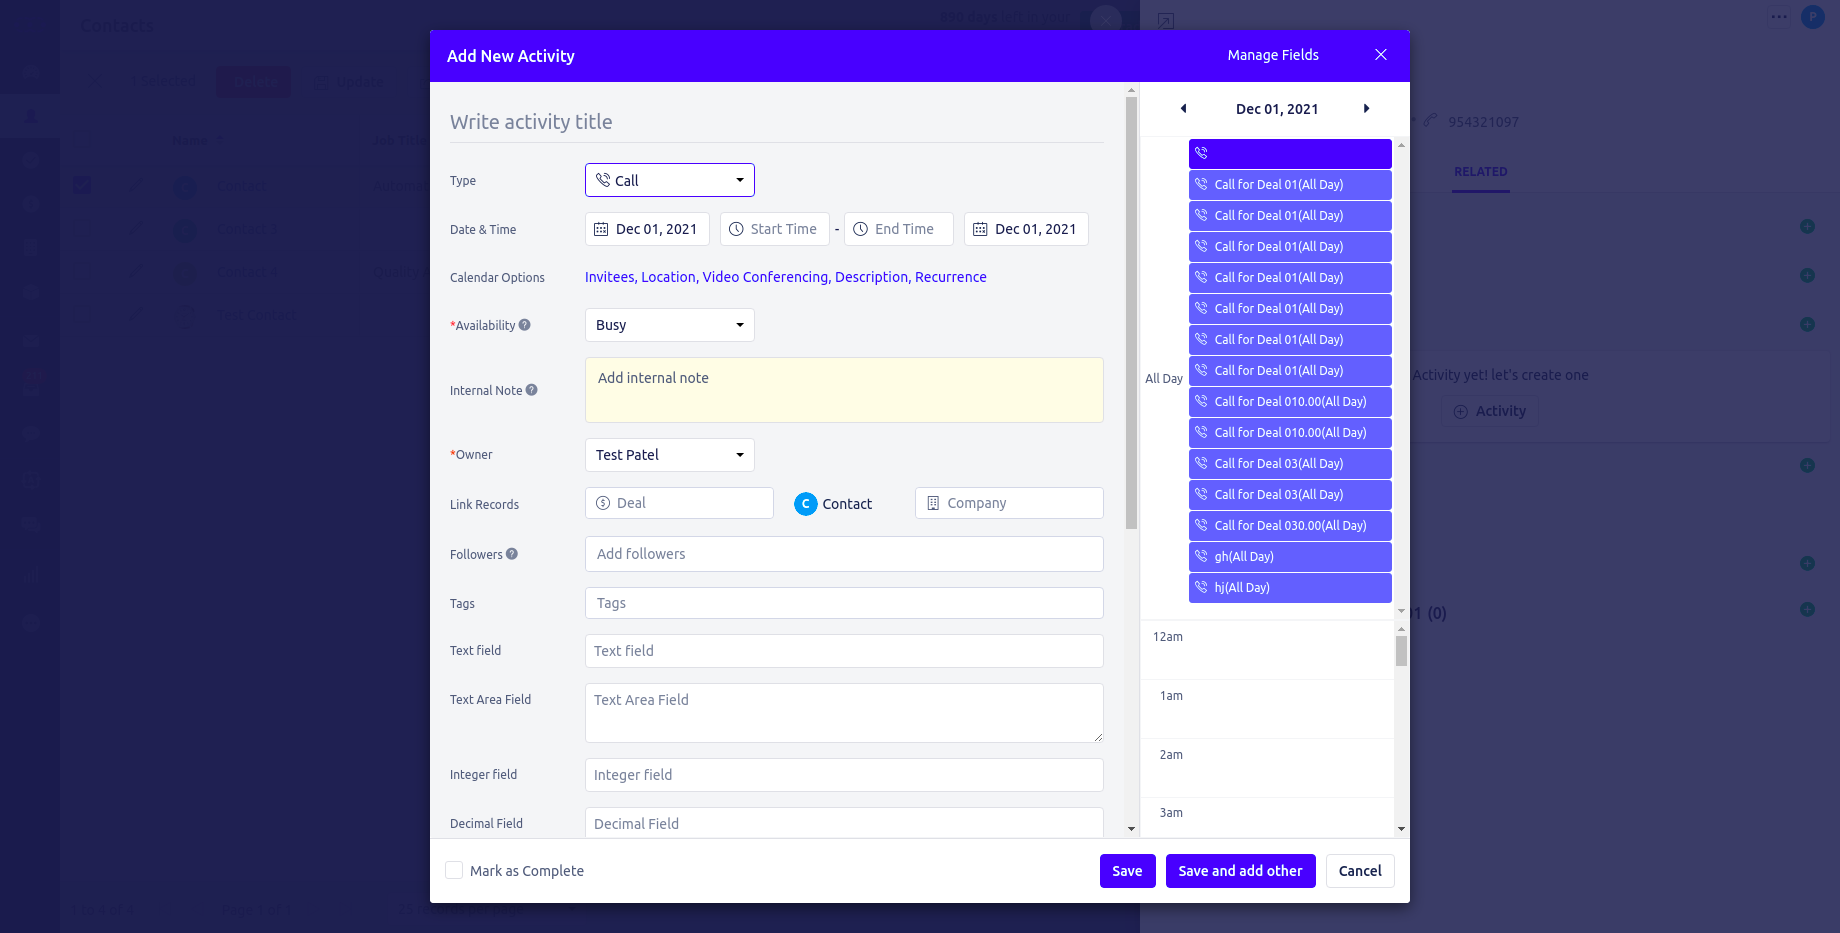 Contacts
Add New Activity
Manage Fields
Write activity title
Type
Call
Date & Time
Dec 01, 2021
Start Time
-
End Time
Dec 01, 2021
Calendar Options
Invitees, Location, Video Conferencing, Description, Recurrence
*Availability
Busy
Internal Note
Add internal note
*Owner
Test Patel
Link Records
Deal
C
Contact
Company
Followers
Add followers
Tags
Tags
Text field
Text field
Text Area Field
Text Area Field
Integer field
Integer field
Decimal Field
Decimal Field
Mark as Complete
Save
Save and add other
Cancel
Dec 01, 2021
All Day
Call for Deal 01(All Day)
Call for Deal 01(All Day)
Call for Deal 01(All Day)
Call for Deal 01(All Day)
Call for Deal 01(All Day)
Call for Deal 01(All Day)
Call for Deal 01(All Day)
Call for Deal 010.00(All Day)
Call for Deal 010.00(All Day)
Call for Deal 03(All Day)
Call for Deal 03(All Day)
Call for Deal 030.00(All Day)
gh(All Day)
hj(All Day)
12am
1am
2am
3am
P
954321097
RELATED
Activity yet! let's create one
Activity
1 (0)